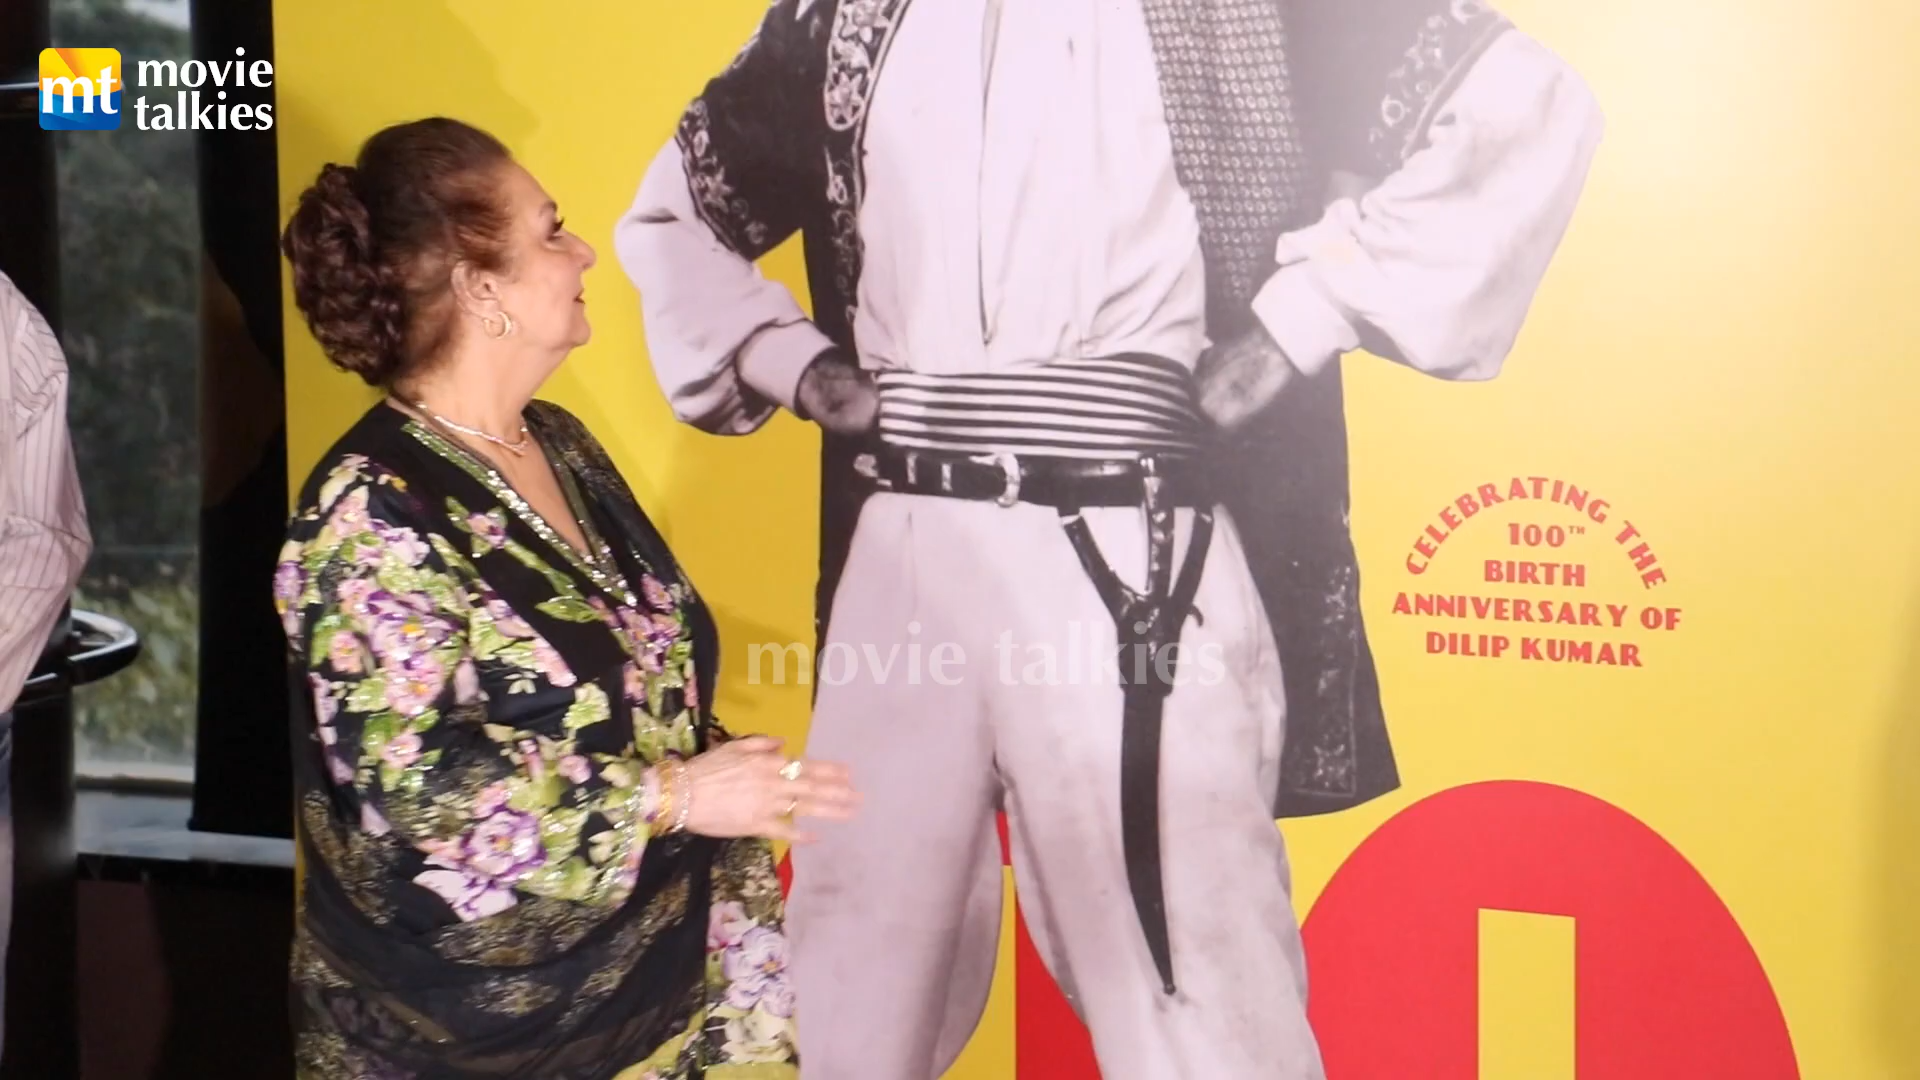 mt movie
talkies
CELEBRATING THE
100TH
BIRTH
ANNIVERSARY OF
DILIP KUMAR
movie talkies